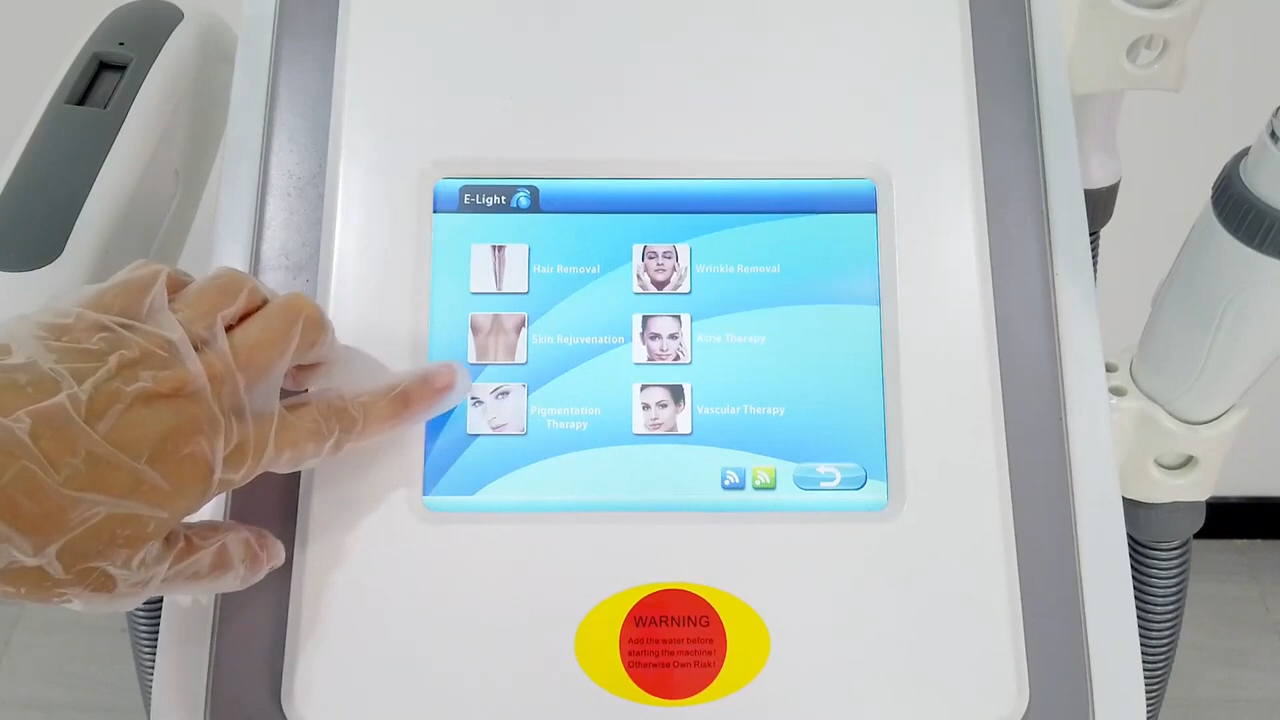 E-Light
Hair Removal
Wrinkle Removal
Skin Rejuvenation
Acne Therapy
Pigmentation
Therapy
Vascular Therapy
WARNING
Add the water before
starting the machine!
Otherwise Own Risk!